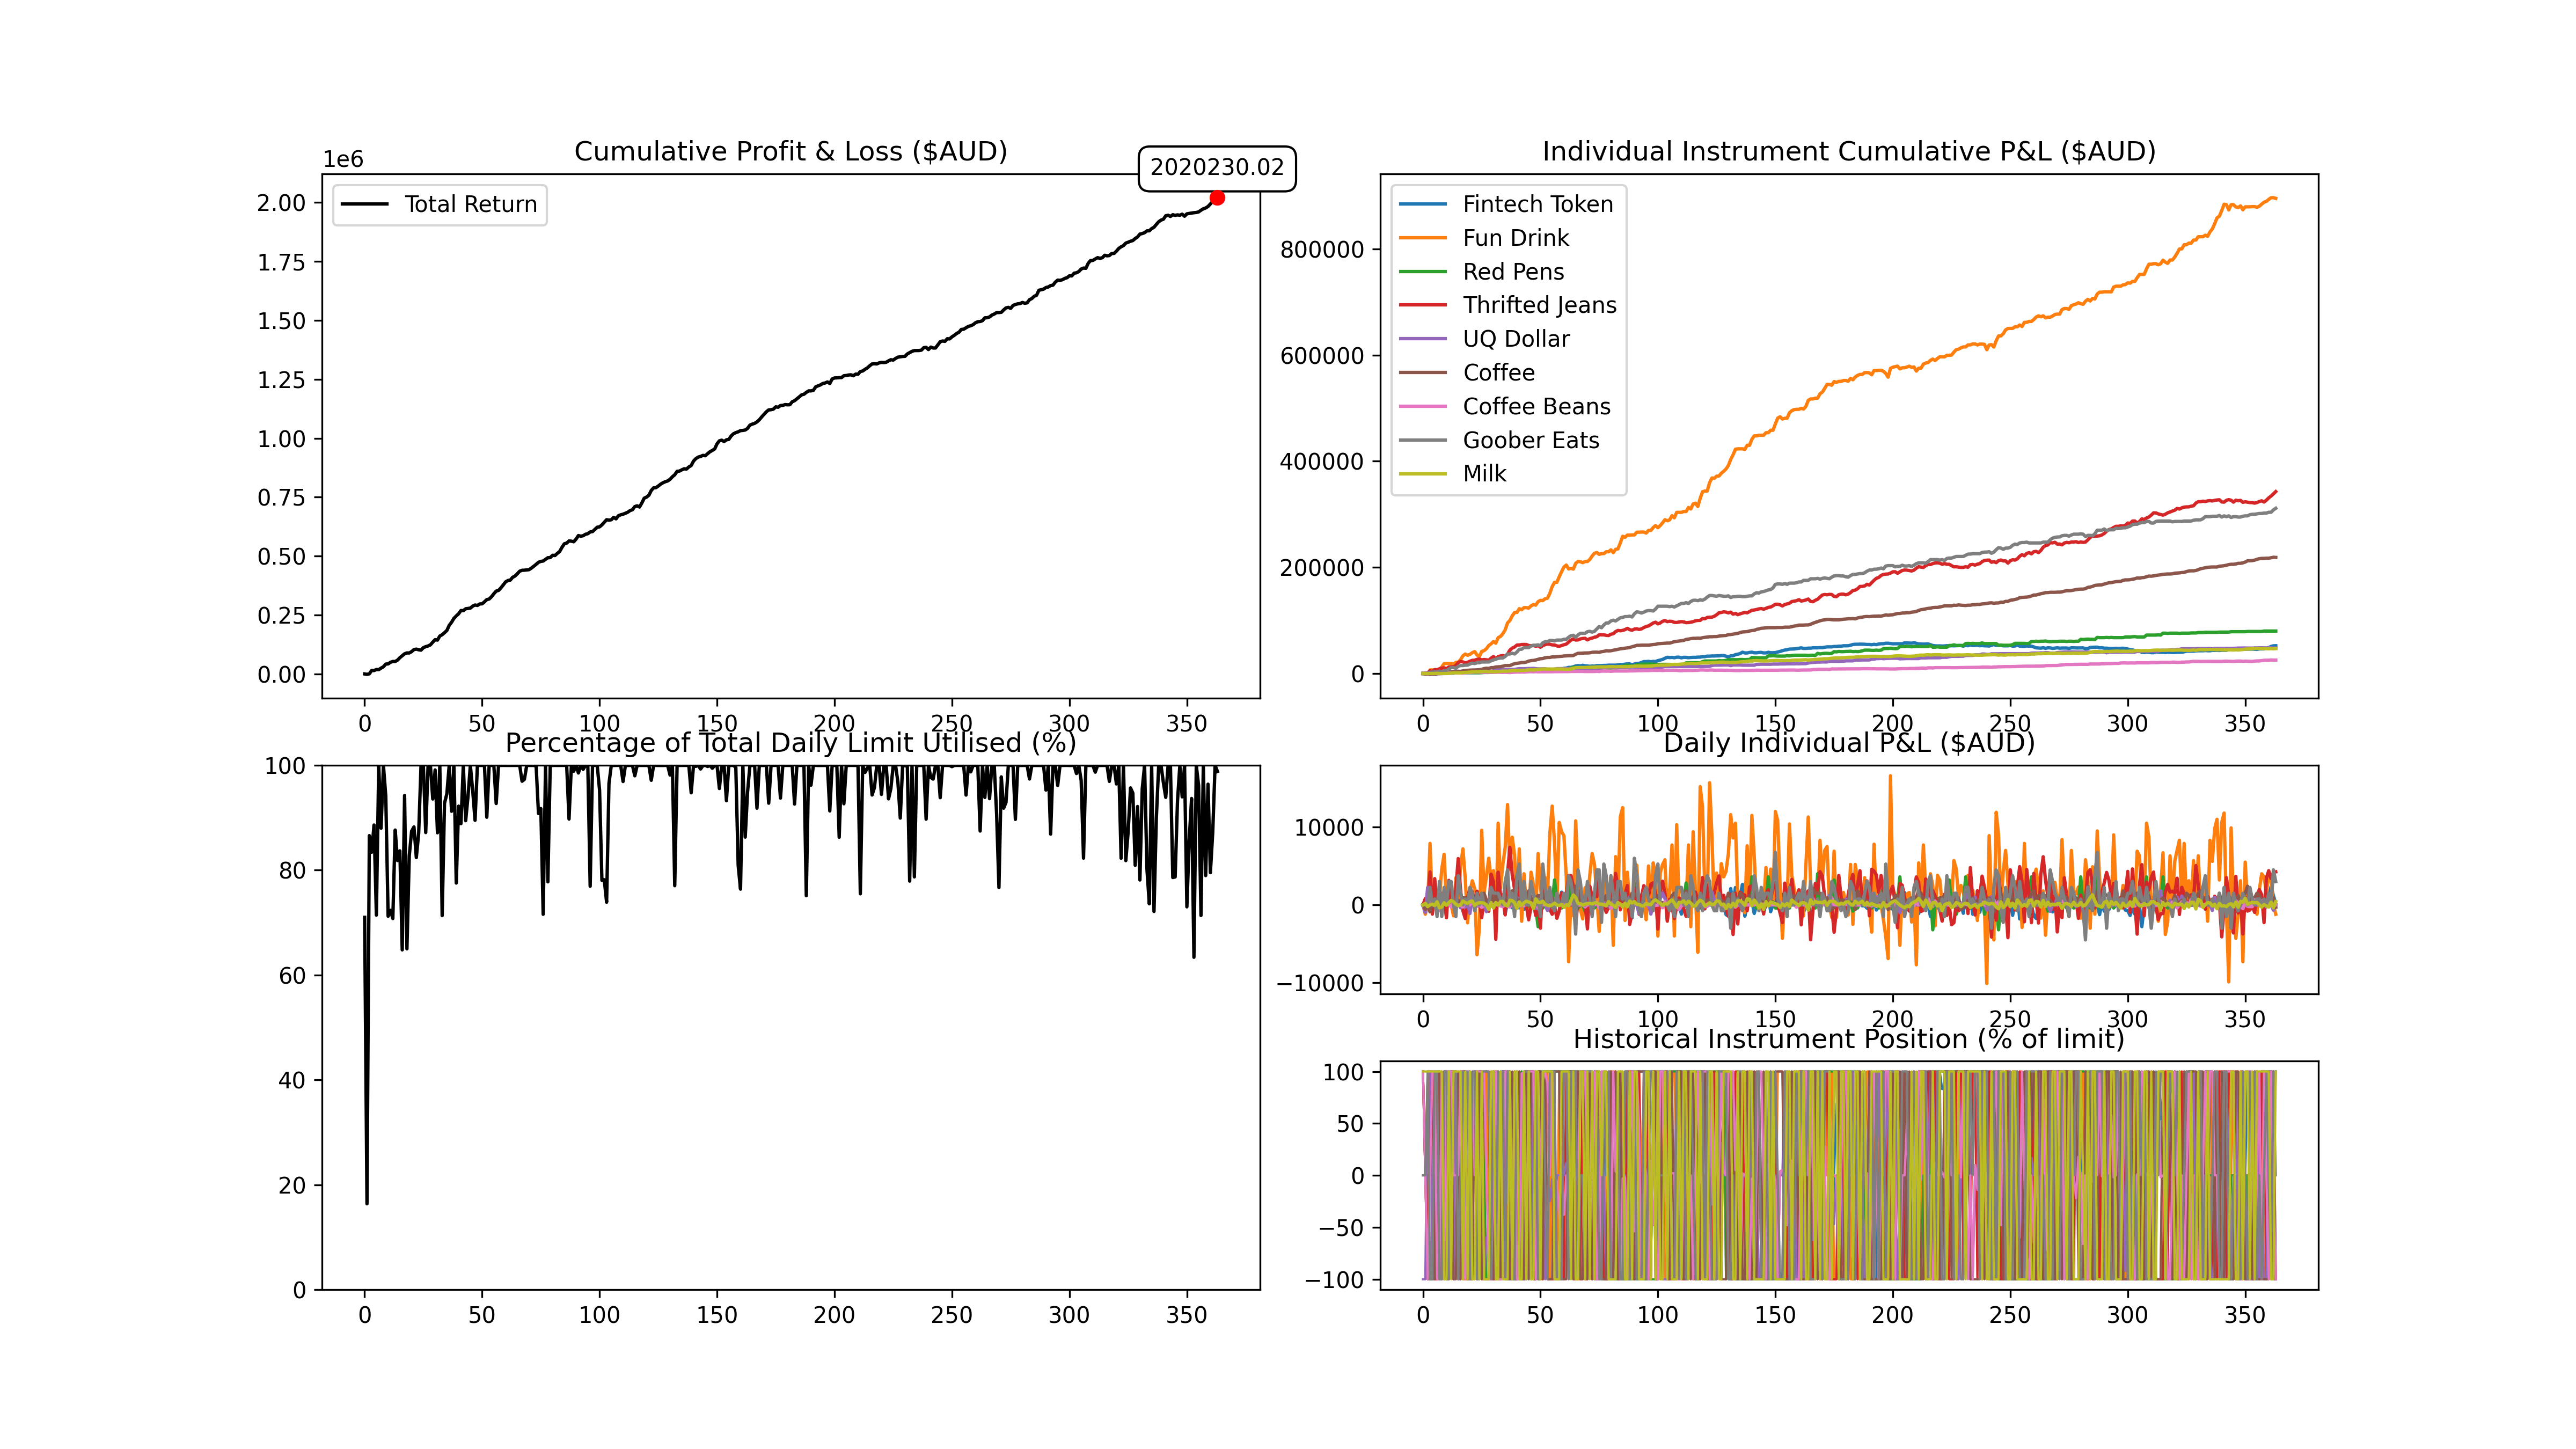 Cumulative Profit & Loss ($AUD)
1e6
2020230.02
Total Return
2.00
1.75
1.50
1.25
1.00
0.75
0.50
0.25
0.00
0 50 100 150 200 250 300 350
Individual Instrument Cumulative P&L ($AUD)
Fintech Token
Fun Drink
Red Pens
Thrifted Jeans
UQ Dollar
Coffee
Coffee Beans
Goober Eats
Milk
800000
600000
400000
200000
0
0 50 100 150 200 250 300 350
Percentage of Total Daily Limit Utilised (%)
100
80
60
40
20
0
0 50 100 150 200 250 300 350
Daily Individual P&L ($AUD)
10000
0
−10000
0 50 100 150 200 250 300 350
Historical Instrument Position (% of limit)
100
50
0
−50
−100
0 50 100 150 200 250 300 350